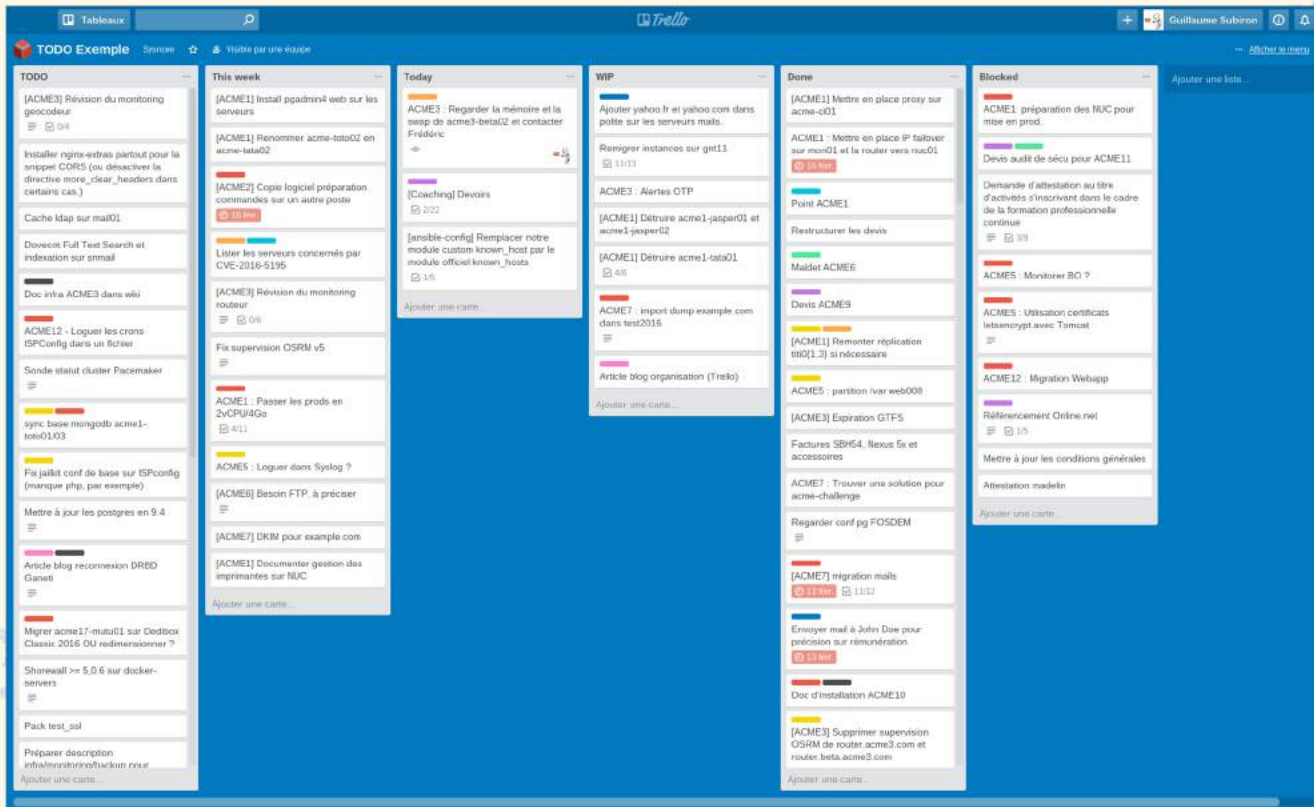 Tableaux
Trello
Guillaume Subiron
TODO Exemple
Sysnove
Visible par une équipe
Afficher le menu
TODO
[ACME3] Révision du monitoring
geocodeur
0/4
Installer nginx-extras partout pour la
snippet CORS (ou désactiver la
directive more_clear_headers dans
certains cas.)
Cache ldap sur mail01
Dovecot Full Text Search et
indexation sur snmail
Doc infra ACME3 dans wiki
ACME12 - Loguer les crons
ISPConfig dans un fichier
Sonde statut cluster Pacemaker
sync base mongodb acme1-
toto01/03
Fix jailkit conf de base sur ISPconfig
(manque php, par exemple)
Mettre à jour les postgres en 9.4
Article blog reconnexion DRBD
Ganeti
Migrer acme17-mutu01 sur Dedibox
Classic 2016 OU redimensionner ?
Shorewall >= 5.0.6 sur docker-
servers
Pack test_ssl
Préparer description
infra/monitoring/backup pour
Ajouter une carte...
This week
[ACME1] Install pgadmin4 web sur les
serveurs
[ACME1] Renommer acme-toto02 en
acme-tata02
[ACME2] Copie logiciel préparation
commandes sur un autre poste
Lister les serveurs concernés par
CVE-2016-5195
[ACME3] Révision du monitoring
routeur
0/6
Fix supervision OSRM v5
ACME1 : Passer les prods en
2vCPU/4Go
4/11
ACME5 : Loguer dans Syslog ?
[ACME6] Besoin FTP, à préciser
[ACME7] DKIM pour example.com
[ACME1] Documenter gestion des
imprimantes sur NUC
Ajouter une carte...
Today
ACME3 : Regarder la mémoire et la
swap de acme3-beta02 et contacter
Frédéric
[Coaching] Devoirs
2/22
[ansible-config] Remplacer notre
module custom known_host par le
module officiel known_hosts
1/5
Ajouter une carte...
WIP
Ajouter yahoo.fr et yahoo.com dans
polite sur les serveurs mails.
Remigrer instances sur gnt11
11/13
ACME3 : Alertes OTP
[ACME1] Détruire acme1-jasper01 et
acme1-jasper02
[ACME1] Détruire acme1-tata01
4/6
ACME7 : import dump example.com
dans test2016
Article blog organisation (Trello)
Ajouter une carte...
Done
[ACME1] Mettre en place proxy sur
acme-ci01
ACME1 : Mettre en place IP failover
sur mon01 et la router vers nuc01
Point ACME1
Restructurer les devis
Maldet ACME6
Devis ACME9
[ACME1] Remonter réplication
titi0{1,3} si nécessaire
ACME5 : partition /var web008
[ACME3] Expiration GTFS
Factures SBH54, Nexus 5x et
accessoires
ACME7 : Trouver une solution pour
acme-challenge
Regarder conf pg FOSDEM
[ACME7] migration mails
13 févr. 11/12
Envoyer mail à John Doe pour
précision sur rémunération
13 févr.
Doc d'installation ACME10
[ACME3] Supprimer supervision
OSRM de router.acme3.com et
router.beta.acme3.com
Ajouter une carte...
Blocked
ACME1: préparation des NUC pour
mise en prod.
Devis audit de sécu pour ACME11
Demande d'attestation au titre
d'activités s'inscrivant dans le cadre
de la formation professionnelle
continue
3/9
ACME5 : Monitorer BO ?
ACME5 : Utilisation certificats
letsencrypt avec Tomcat
ACME12 : Migration Webapp
Référencement Online.net
1/5
Mettre à jour les conditions générales
Attestation madelin
Ajouter une carte...
Ajouter une liste...